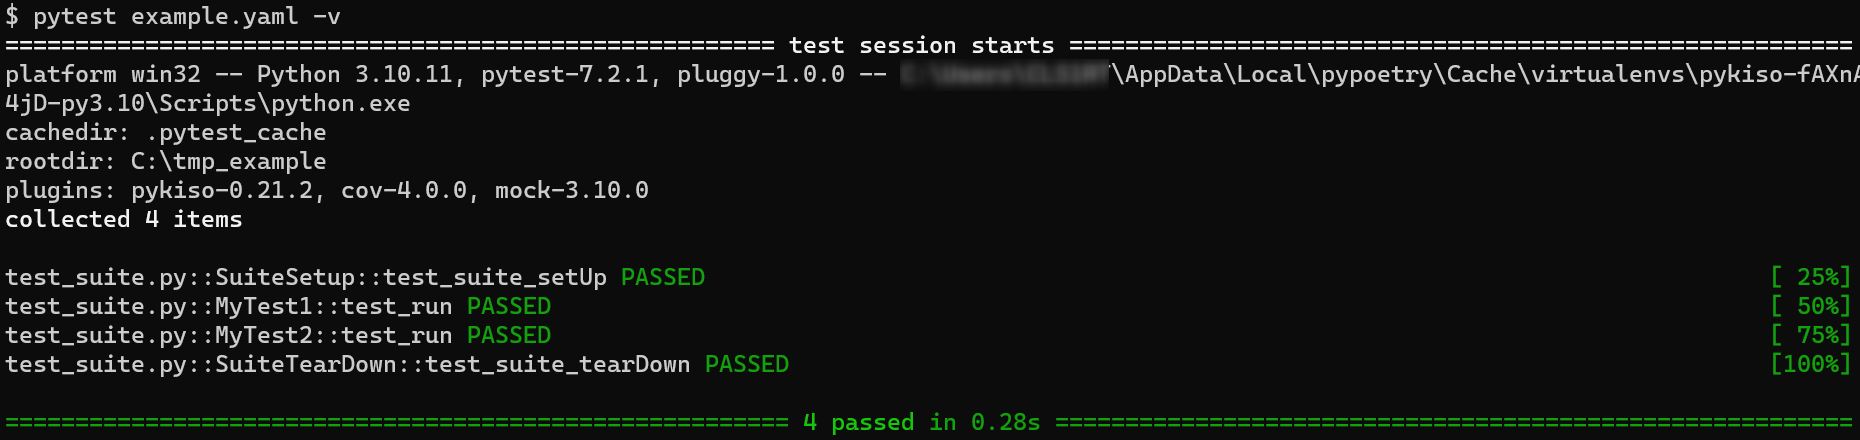 $ pytest example.yaml -v
======================================================= test session starts ========================================================
platform win32 -- Python 3.10.11, pytest-7.2.1, pluggy-1.0.0 -- \AppData\Local\pypoetry\Cache\virtualenvs\pykiso-fAXnA
4jD-py3.10\Scripts\python.exe
cachedir: .pytest_cache
rootdir: C:\tmp_example
plugins: pykiso-0.21.2, cov-4.0.0, mock-3.10.0
collected 4 items
test_suite.py::SuiteSetup::test_suite_setUp PASSED [ 25%]
test_suite.py::MyTest1::test_run PASSED [ 50%]
test_suite.py::MyTest2::test_run PASSED [ 75%]
test_suite.py::SuiteTearDown::test_suite_tearDown PASSED [100%]
======================================================== 4 passed in 0.28s =========================================================